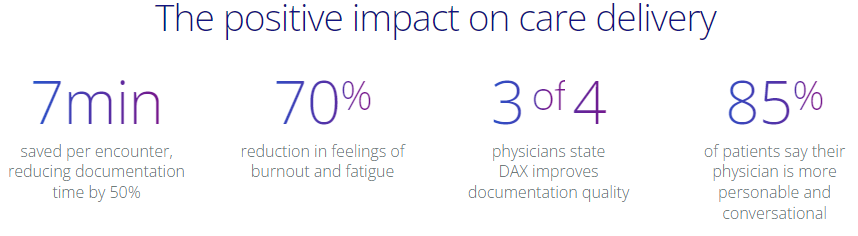 The positive impact on care delivery
7min
saved per encounter,
reducing documentation
time by 50%
70%
reduction in feelings of
burnout and fatigue
3 of 4
physicians state
DAX improves
documentation quality
85%
of patients say their
physician is more
personable and
conversational